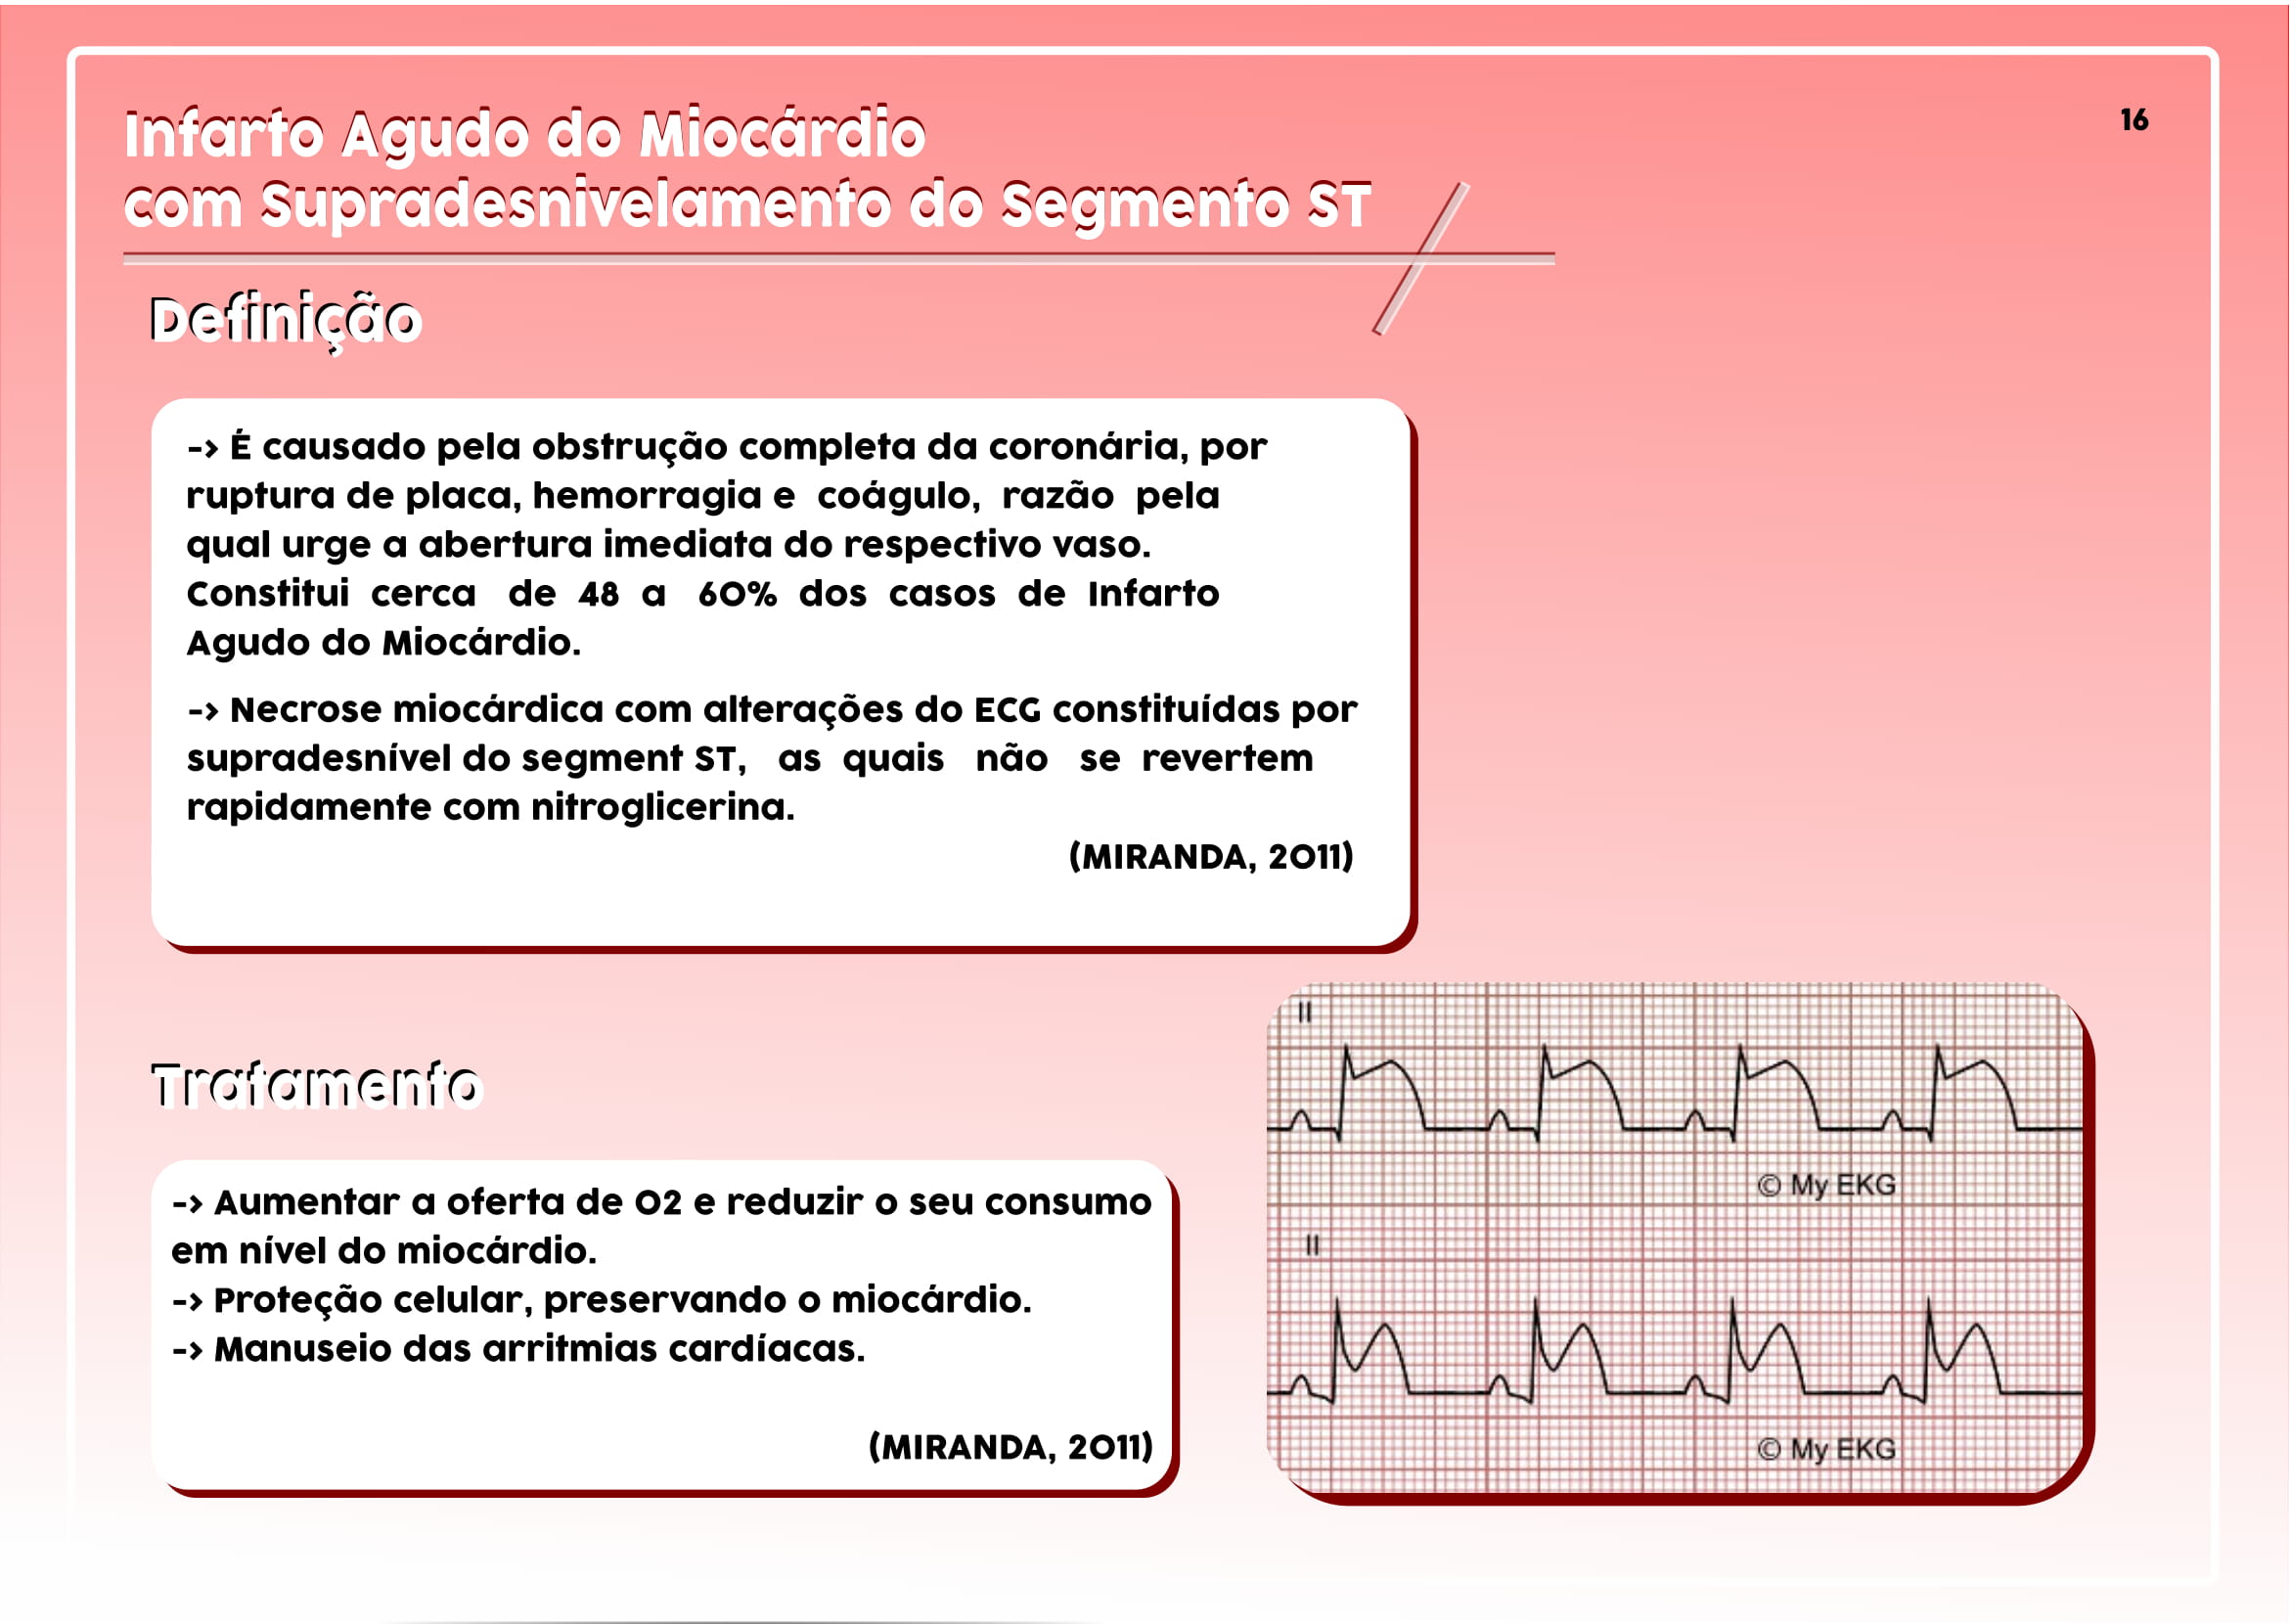 16
Infarto Agudo do Miocárdio
com Supradesnivelamento do Segmento ST
Definição
-> É causado pela obstrução completa da coronária, por
ruptura de placa, hemorragia e coágulo, razão pela
qual urge a abertura imediata do respectivo vaso.
Constitui cerca de 48 a 60% dos casos de Infarto
Agudo do Miocárdio.
-> Necrose miocárdica com alterações do ECG constituídas por
supradesnível do segment ST, as quais não se revertem
rapidamente com nitroglicerina.
(MIRANDA, 2011)
Tratamento
-> Aumentar a oferta de O2 e reduzir o seu consumo
em nível do miocárdio.
-> Proteção celular, preservando o miocárdio.
-> Manuseio das arritmias cardíacas.
(MIRANDA, 2011)
II
© My EKG
II
© My EKG